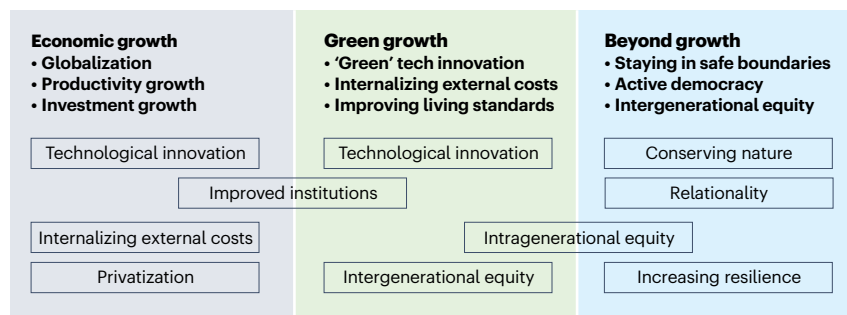 Economic growth
• Globalization
• Productivity growth
• Investment growth
Technological innovation
Improved institutions
Internalizing external costs
Privatization
Green growth
• ‘Green’ tech innovation
• Internalizing external costs
• Improving living standards
Technological innovation
Intragenerational equity
Intergenerational equity
Beyond growth
• Staying in safe boundaries
• Active democracy
• Intergenerational equity
Conserving nature
Relationality
Increasing resilience